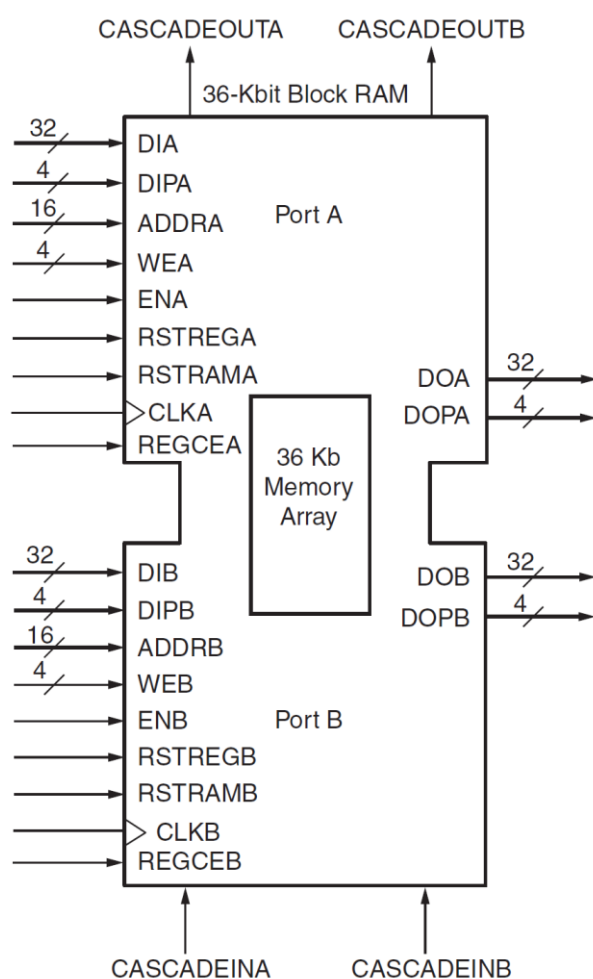 CASCADEOUTA CASCADEOUTB
36-Kbit Block RAM
32 DIA
4 DIPA
16 ADDRA Port A
4 WEA
ENA
RSTREGA
RSTRAMA DOA 32
CLKA DOPA 4
REGCEA
36 Kb
Memory
Array
32 DIB DOB 32
4 DIPB DOPB 4
16 ADDRB
4 WEB
ENB Port B
RSTREGB
RSTRAMB
CLKB
REGCEB
CASCADEINA CASCADEINB